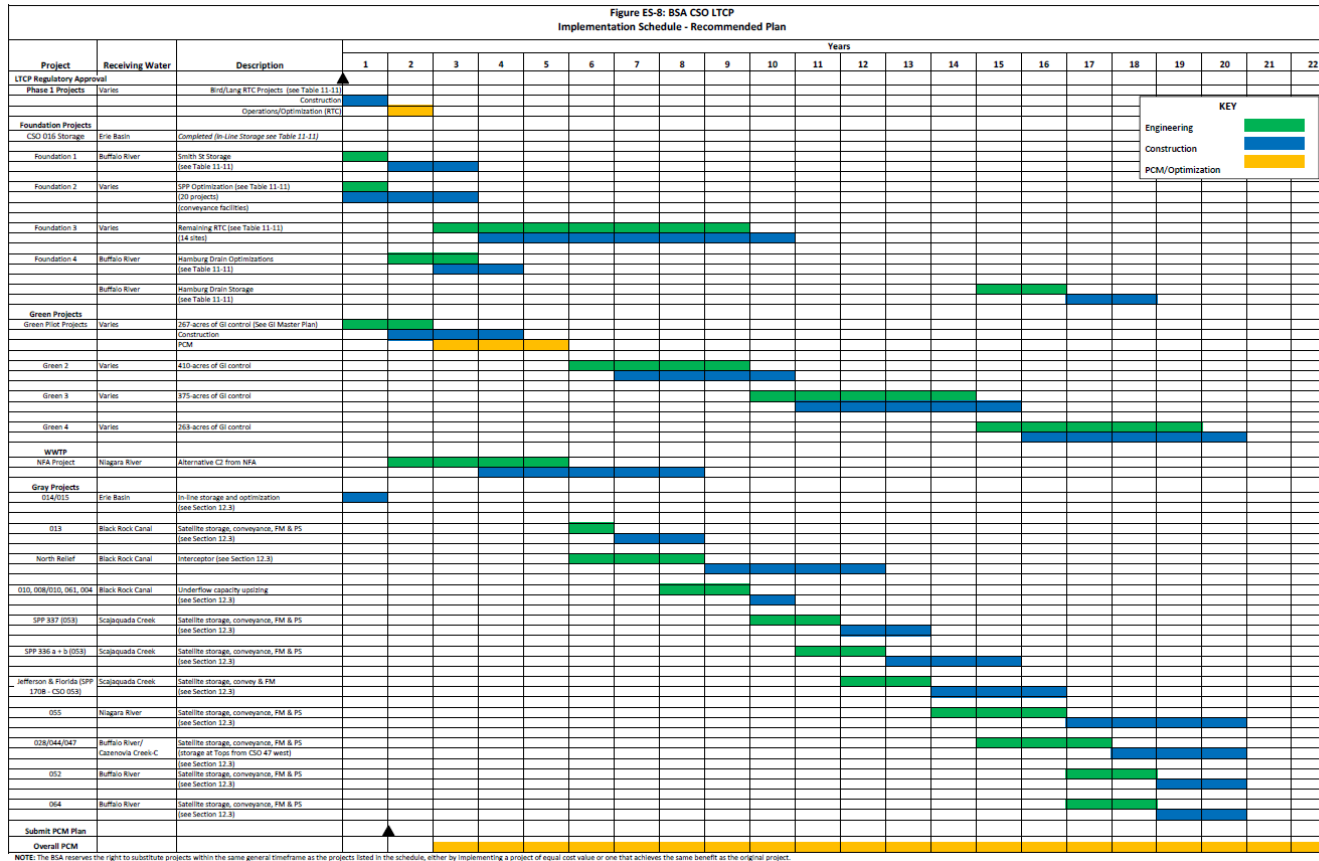 Figure ES-8: BSA CSO LTCP
Implementation Schedule - Recommended Plan
Years
Project Receiving Water Description 1 2 3 4 5 6 7 8 9 10 11 12 13 14 15 16 17 18 19 20 21 22
LTCP Regulatory Approval
Phase 1 Projects Varies Bird/Lang RTC Projects (see Table 11-11)
Construction
Operations/Optimization (RTC)
KEY
Engineering
Construction
PCM/Optimization
Foundation Projects
CSO 016 Storage Erie Basin Completed (In-Line Storage see Table 11-11)
Foundation 1 Buffalo River Smith St Storage
(see Table 11-11)
Foundation 2 Varies SPP Optimization (see Table 11-11)
(20 projects)
(conveyance facilities)
Foundation 3 Varies Remaining RTC (see Table 11-11)
(14 sites)
Foundation 4 Buffalo River Hamburg Drain Optimizations
(see Table 11-11)
Buffalo River Hamburg Drain Storage
(see Table 11-11)
Green Projects
Green Pilot Projects Varies 267-acres of GI control (See GI Master Plan)
Construction
PCM
Green 2 Varies 410-acres of GI control
Green 3 Varies 375-acres of GI control
Green 4 Varies 263-acres of GI control
WWTP
NFA Project Niagara River Alternative C2 from NFA
Gray Projects
014/015 Erie Basin In-line storage and optimization
(see Section 12.3)
013 Black Rock Canal Satellite storage, conveyance, FM & PS
(see Section 12.3)
North Relief Black Rock Canal Interceptor (see Section 12.3)
010, 008/010, 061, 004 Black Rock Canal Underflow capacity upsizing
(see Section 12.3)
SPP 337 (053) Scajaquada Creek Satellite storage, conveyance, FM & PS
(see Section 12.3)
SPP 336 a + b (053) Scajaquada Creek Satellite storage, conveyance, FM & PS
(see Section 12.3)
Jefferson & Florida (SPP Scajaquada Creek Satellite storage, convey & FM
170B - CSO 053) (see Section 12.3)
055 Niagara River Satellite storage, conveyance, FM & PS
(see Section 12.3)
028/044/047 Buffalo River/ Satellite storage, conveyance, FM & PS
Cazenovia Creek-C (storage at Tops from CSO 47 west)
(see Section 12.3)
052 Buffalo River Satellite storage, conveyance, FM & PS
(see Section 12.3)
064 Buffalo River Satellite storage, conveyance, FM & PS
(see Section 12.3)
Submit PCM Plan
Overall PCM
NOTE: The BSA reserves the right to substitute projects within the same general timeframe as the projects listed in the schedule, either by implementing a project of equal cost value or one that achieves the same benefit as the original project.